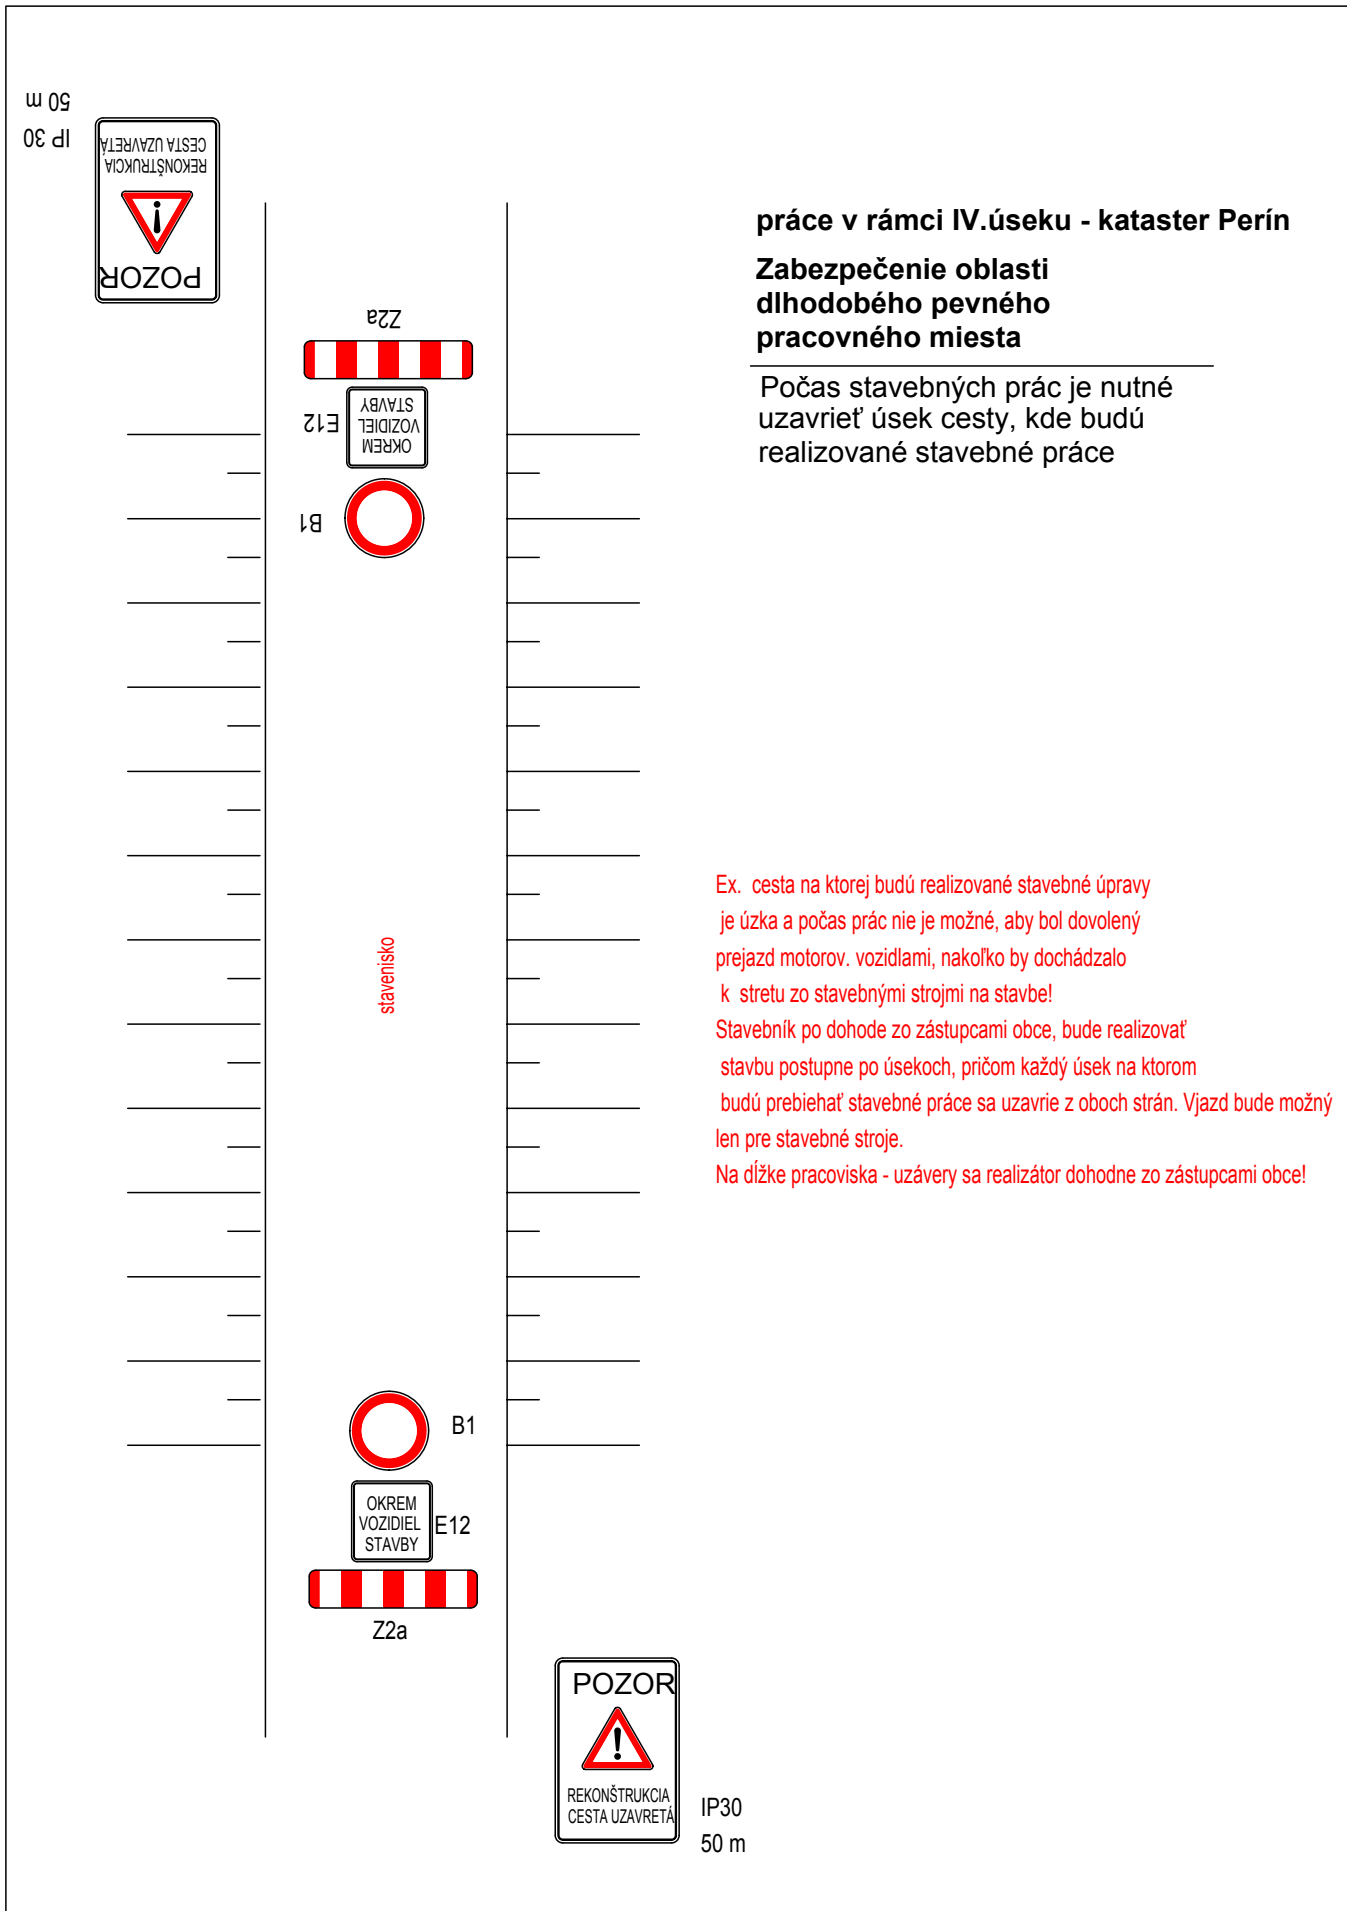 50 m
IP 30
CESTA UZAVRETÁ
REKONŠTRUKCIA
POZOR
práce v rámci IV.úseku - kataster Perín
Zabezpečenie oblasti
dlhodobého pevného
pracovného miesta
Počas stavebných prác je nutné
uzavrieť úsek cesty, kde budú
realizované stavebné práce
Z2a
E12
OKREM
VOZIDIEL
STAVBY
B1
stavenisko
Ex. cesta na ktorej budú realizované stavebné úpravy
je úzka a počas prác nie je možné, aby bol dovolený
prejazd motorov. vozidlami, nakoľko by dochádzalo
k stretu zo stavebnými strojmi na stavbe!
Stavebník po dohode zo zástupcami obce, bude realizovať
stavbu postupne po úsekoch, pričom každý úsek na ktorom
budú prebiehať stavebné práce sa uzavrie z oboch strán. Vjazd bude možný
len pre stavebné stroje.
Na dĺžke pracoviska - uzávery sa realizátor dohodne zo zástupcami obce!
B1
OKREM
VOZIDIEL
STAVBY
E12
Z2a
POZOR
REKONŠTRUKCIA
CESTA UZAVRETÁ
IP30
50 m